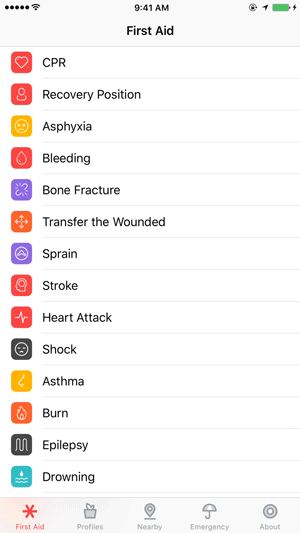 9:41 AM
First Aid
CPR
Recovery Position
Asphyxia
Bleeding
Bone Fracture
Transfer the Wounded
Sprain
Stroke
Heart Attack
Shock
Asthma
Burn
Epilepsy
Drowning
First Aid Profiles Nearby Emergency About